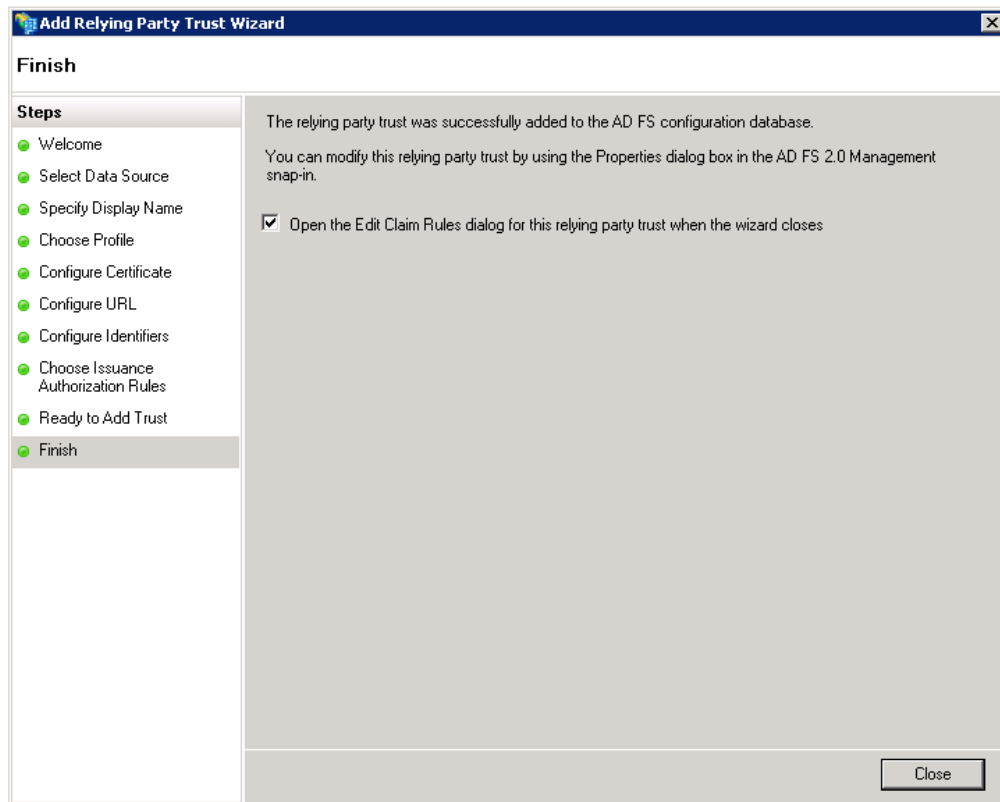 Add Relying Party Trust Wizard
Finish
Steps
Welcome
Select Data Source
Specify Display Name
Choose Profile
Configure Certificate
Configure URL
Configure Identifiers
Choose Issuance
Authorization Rules
Ready to Add Trust
Finish
The relying party trust was successfully added to the AD FS configuration database.
You can modify this relying party trust by using the Properties dialog box in the AD FS 2.0 Management
snap-in.
Open the Edit Claim Rules dialog for this relying party trust when the wizard closes
Close